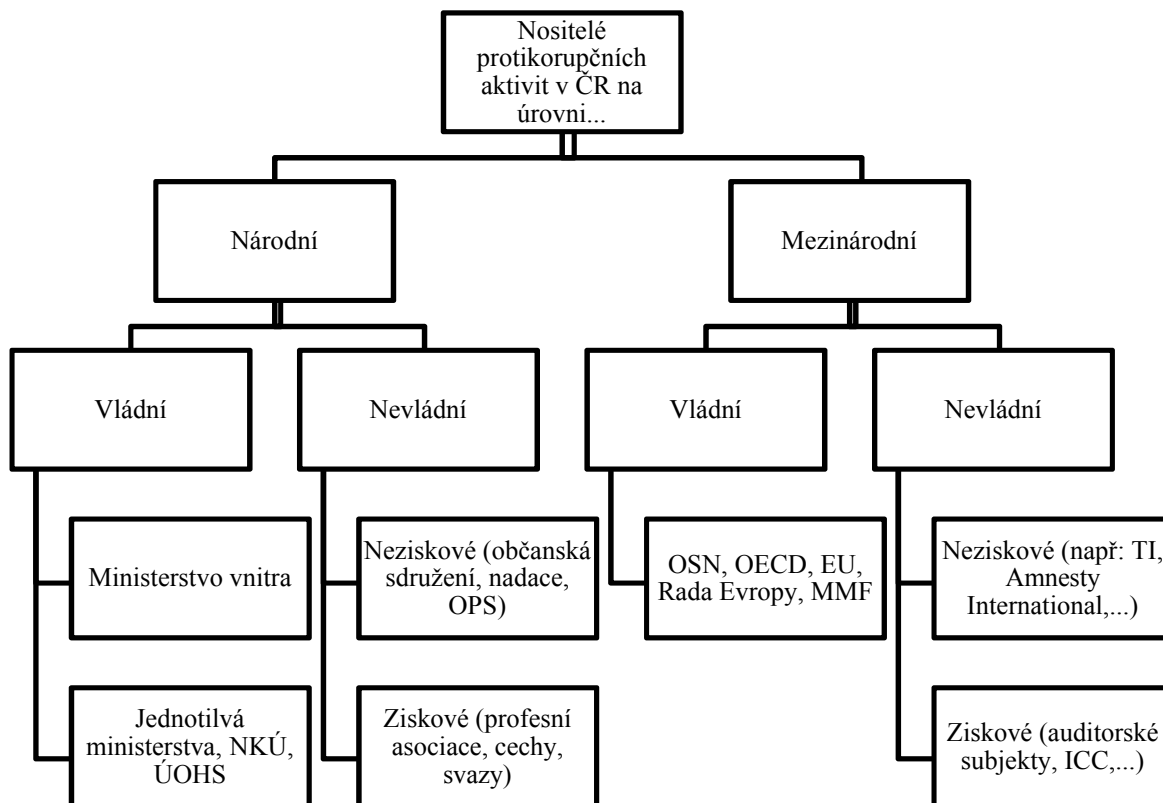 Nositelé
protikorupčních
aktivit v ČR na
úrovni...
Národní
Mezinárodní
Vládní
Nevládní
Vládní
Nevládní
Ministerstvo vnitra
Neziskové (občanská
sdružení, nadace,
OPS)
OSN, OECD, EU,
Rada Evropy, MMF
Neziskové (např: TI,
Amnesty
International,...)
Jednotilvá
ministerstva, NKÚ,
ÚOHS
Ziskové (profesní
asociace, cechy,
svazy)
Ziskové (auditorské
subjekty, ICC,...)